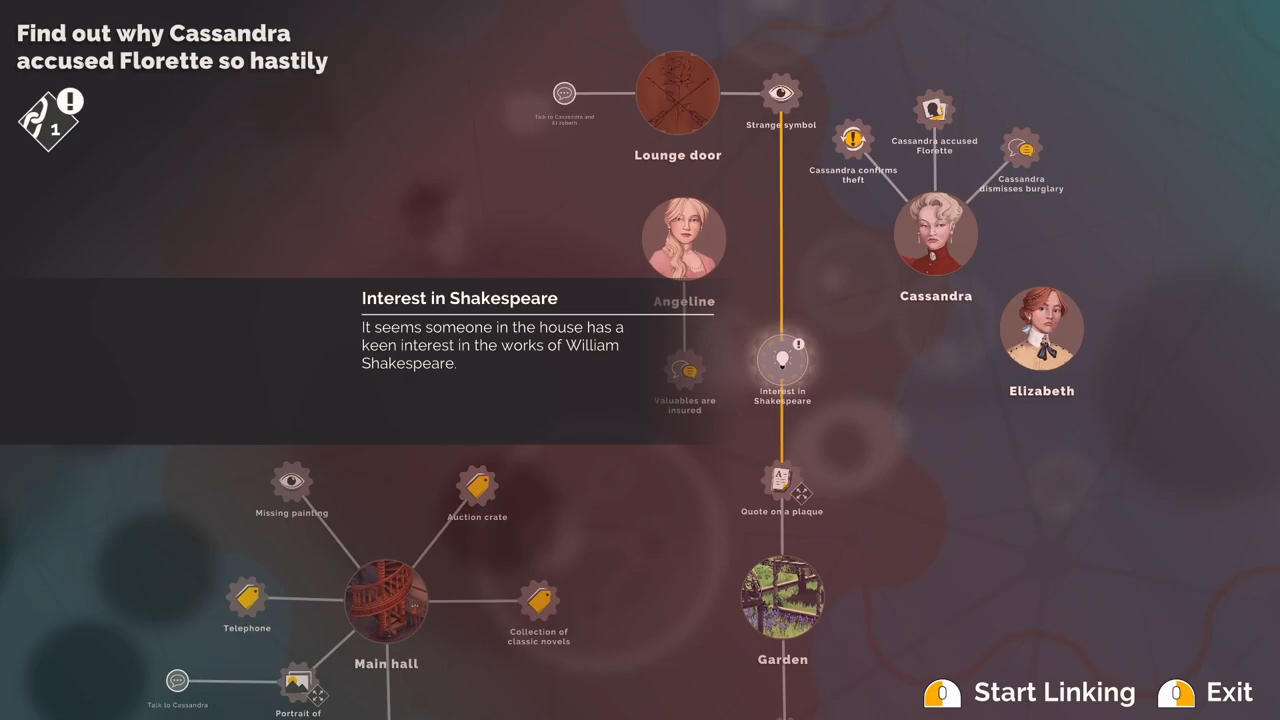 Find out why Cassandra
accused Florette so hastily
1
Talk to Cassandra and
Elizabeth
Lounge door
Strange symbol
Cassandra confirms
theft
Cassandra accused
Florette
Cassandra
dismisses burglary
Cassandra
Angeline
Elizabeth
Interest in Shakespeare
It seems someone in the house has a
keen interest in the works of William
Shakespeare.
Valuables are
insured
Interest in
Shakespeare
Missing painting
Auction crate
A-
Quote on a plaque
Telephone
Collection of
classic novels
Main hall
Garden
Talk to Cassandra
Portrait of
Start Linking
Exit